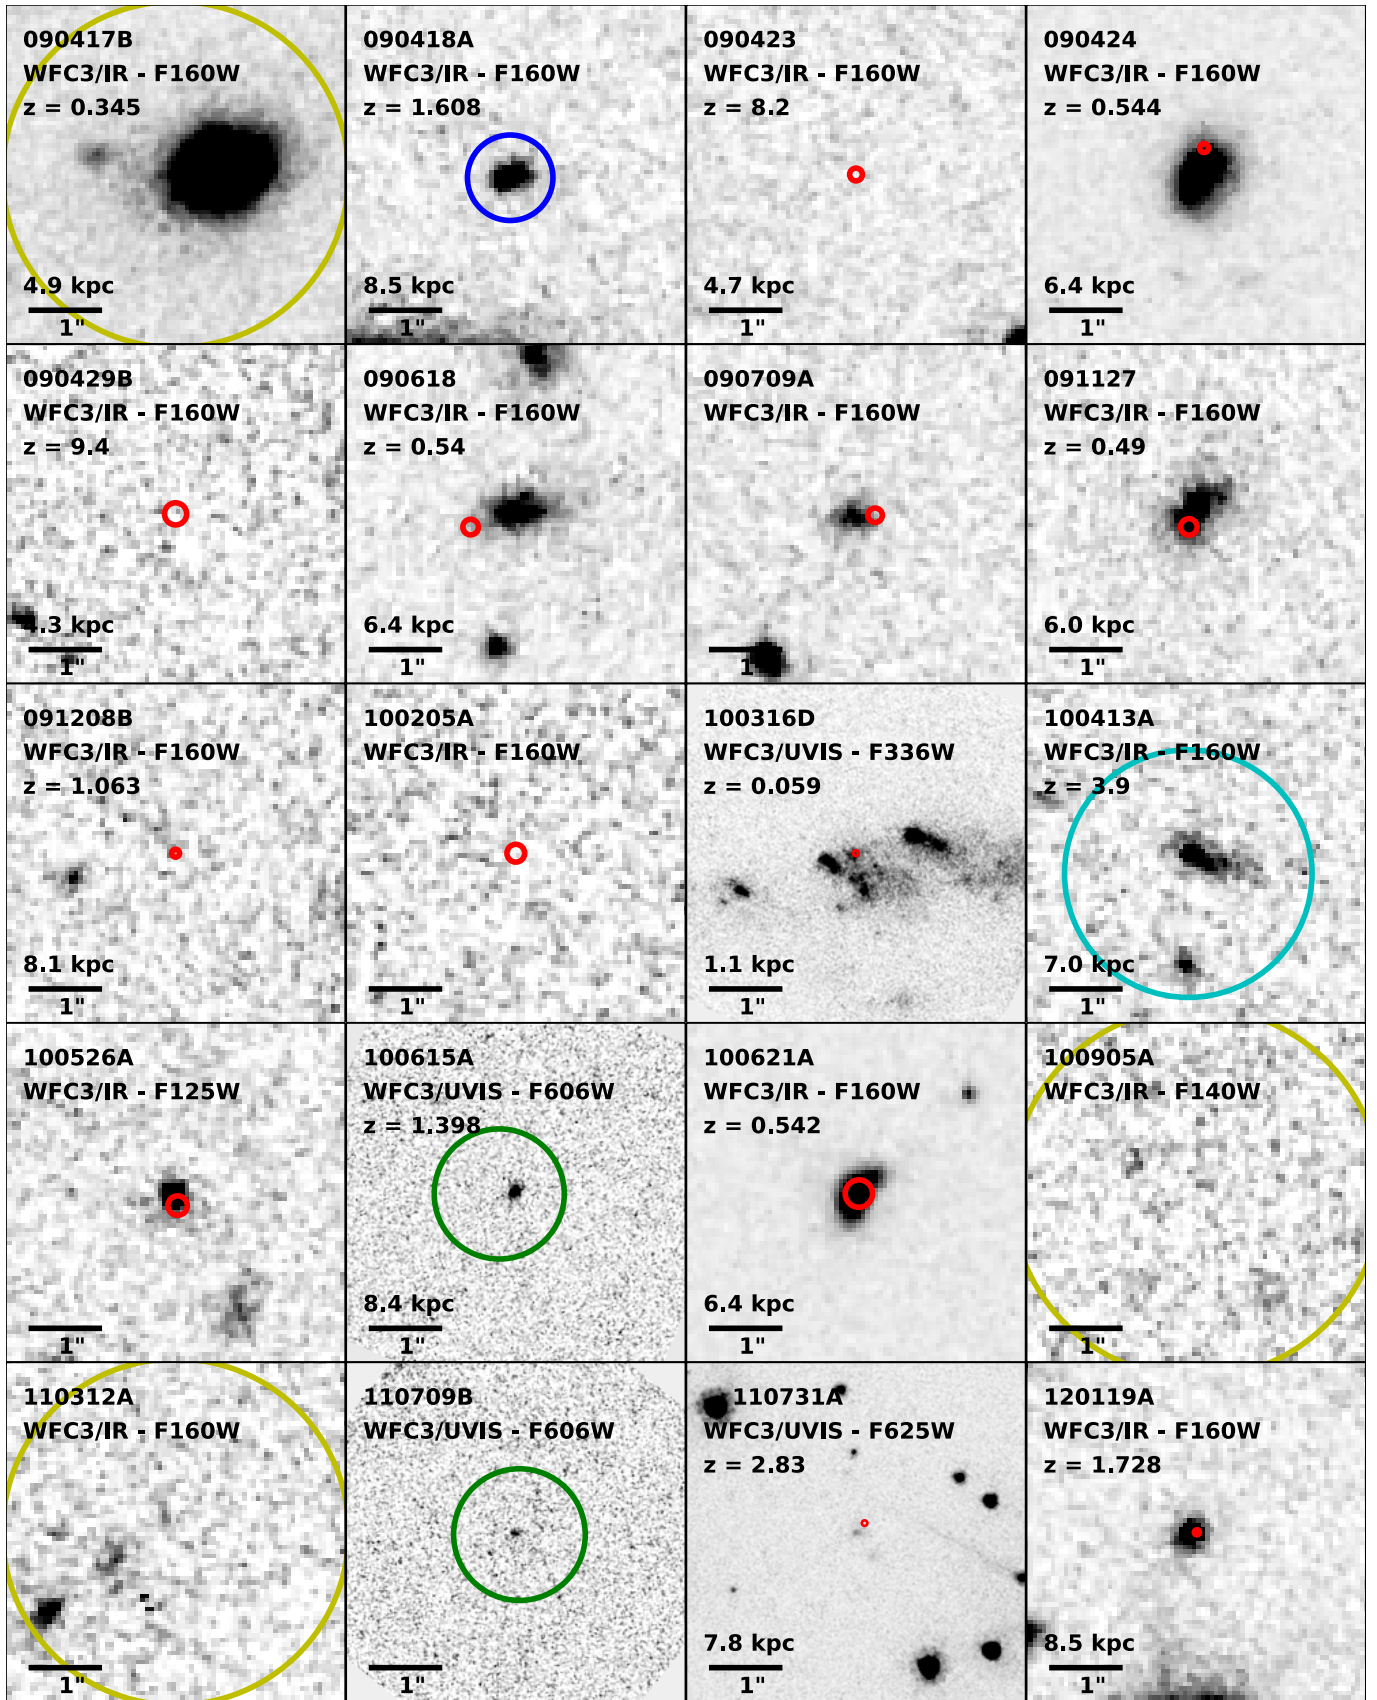 090417B
WFC3/IR - F160W
z = 0.345
4.9 kpc
1"
090418A
WFC3/IR - F160W
z = 1.608
8.5 kpc
1"
090423
WFC3/IR - F160W
z = 8.2
4.7 kpc
1"
090424
WFC3/IR - F160W
z = 0.544
6.4 kpc
1"
090429B
WFC3/IR - F160W
z = 9.4
4.3 kpc
1"
090618
WFC3/IR - F160W
z = 0.54
6.4 kpc
1"
090709A
WFC3/IR - F160W
1"
091127
WFC3/IR - F160W
z = 0.49
6.0 kpc
1"
091208B
WFC3/IR - F160W
z = 1.063
8.1 kpc
1"
100205A
WFC3/IR - F160W
1"
100316D
WFC3/UVIS - F336W
z = 0.059
1.1 kpc
1"
100413A
WFC3/IR - F160W
z = 3.9
7.0 kpc
1"
100526A
WFC3/IR - F125W
1"
100615A
WFC3/UVIS - F606W
z = 1.398
8.4 kpc
1"
100621A
WFC3/IR - F160W
z = 0.542
6.4 kpc
1"
100905A
WFC3/IR - F140W
1"
110312A
WFC3/IR - F160W
1"
110709B
WFC3/UVIS - F606W
1"
110731A
WFC3/UVIS - F625W
z = 2.83
7.8 kpc
1"
120119A
WFC3/IR - F160W
z = 1.728
8.5 kpc
1"